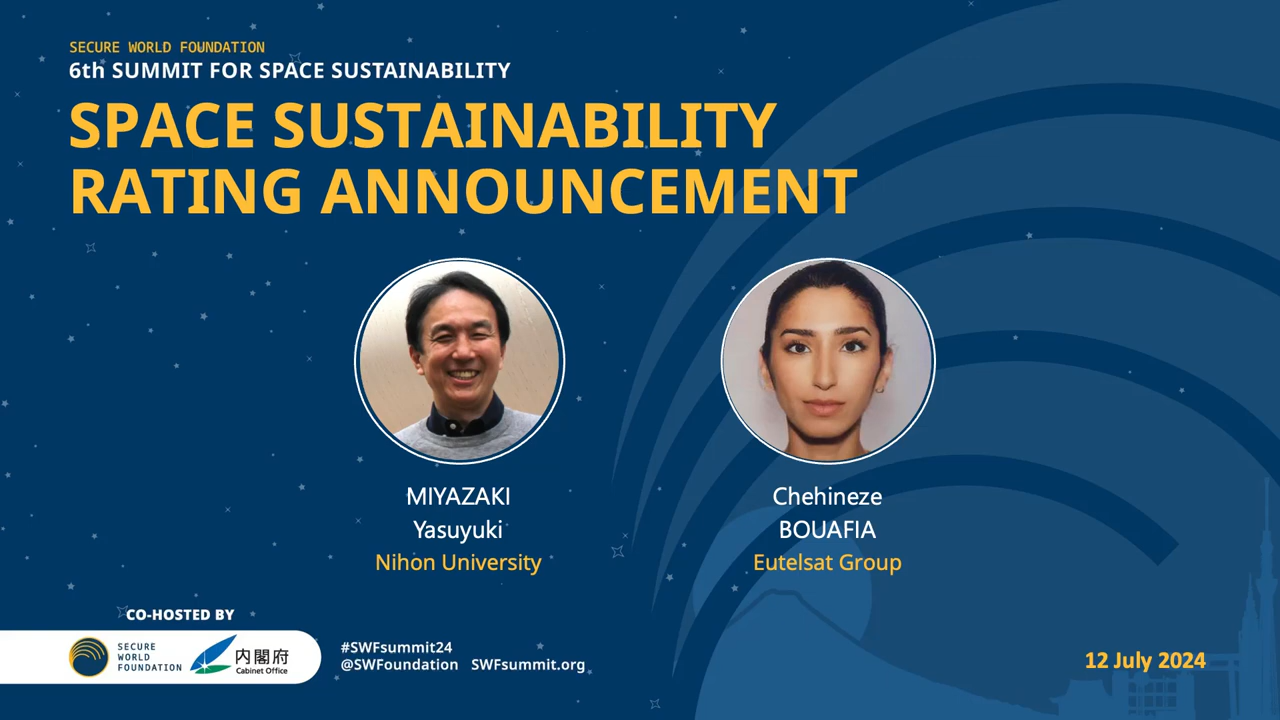 SECURE WORLD FOUNDATION
6th SUMMIT FOR SPACE SUSTAINABILITY
SPACE SUSTAINABILITY
RATING ANNOUNCEMENT
MIYAZAKI
Yasuyuki
Nihon University
Chehineze
BOUAFIA
Eutelsat Group
CO-HOSTED BY
SECURE
WORLD
FOUNDATION
内閣府
Cabinet Office
#SWFsummit24
@SWFoundation SWFsummit.org
12 July 2024